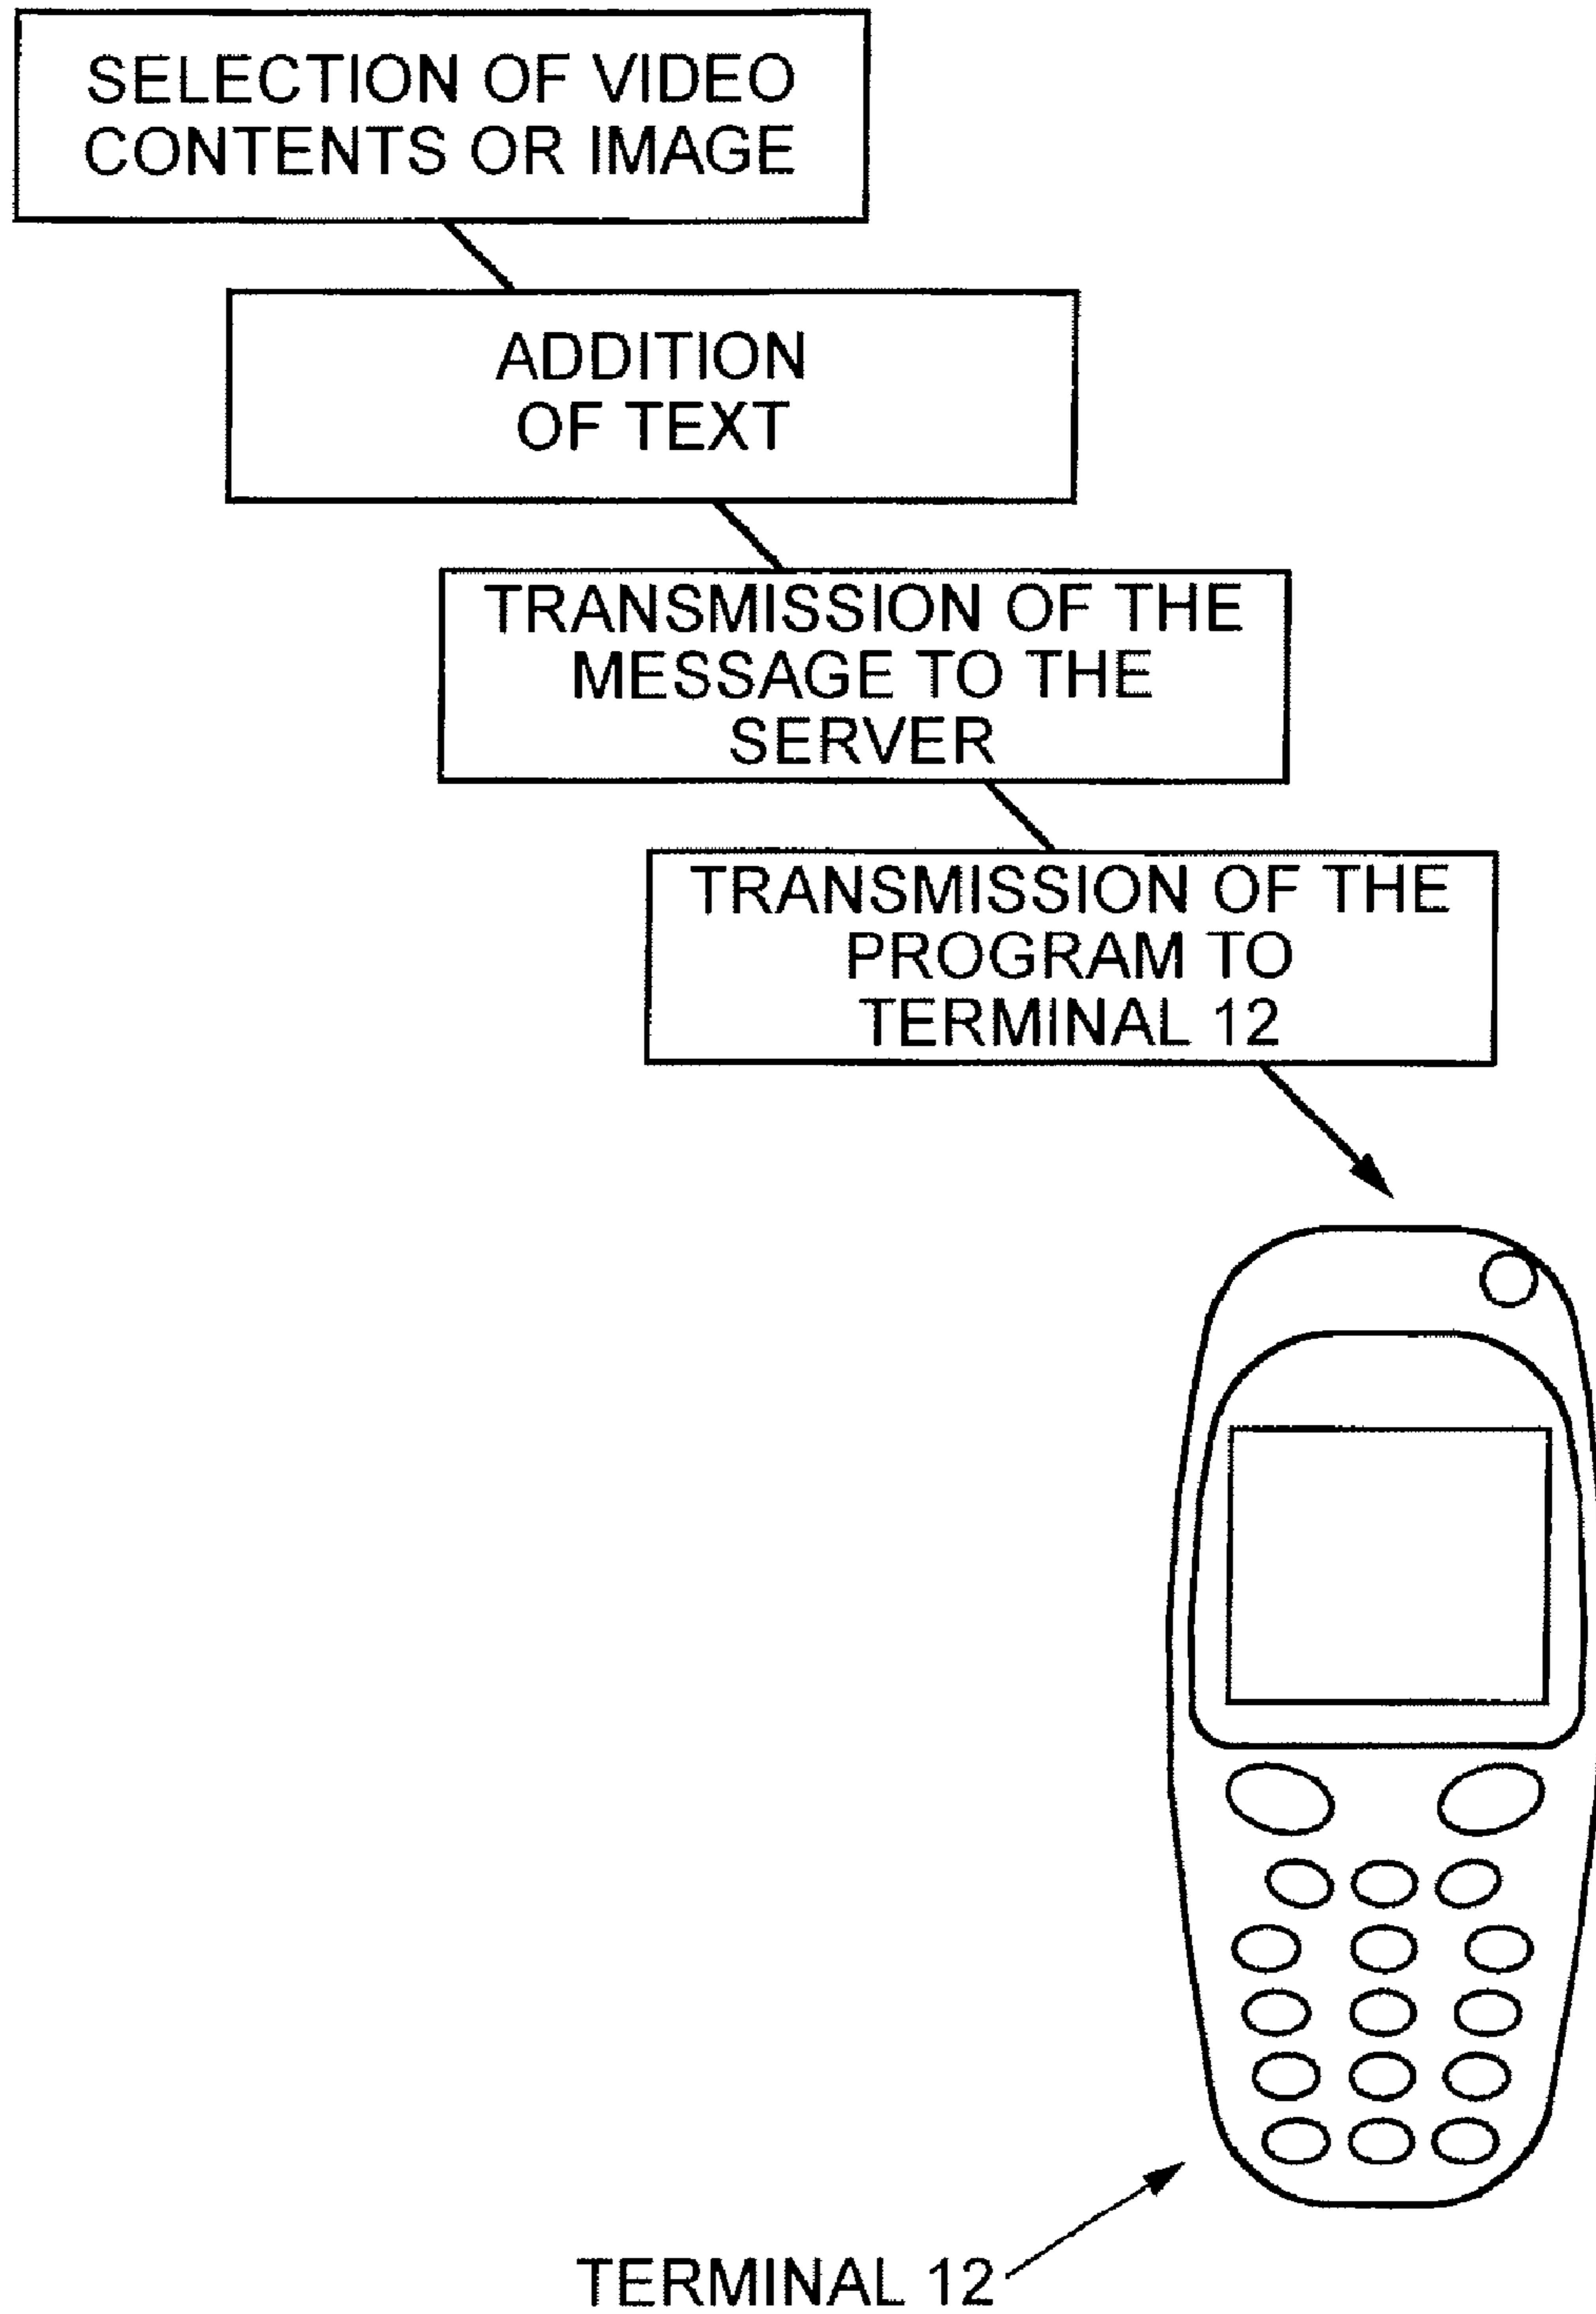 SELECTION OF VIDEO
CONTENTS OR IMAGE
ADDITION
OF TEXT
TRANSMISSION OF THE
MESSAGE TO THE
SERVER
TRANSMISSION OF THE
PROGRAM TO
TERMINAL 12
TERMINAL 12